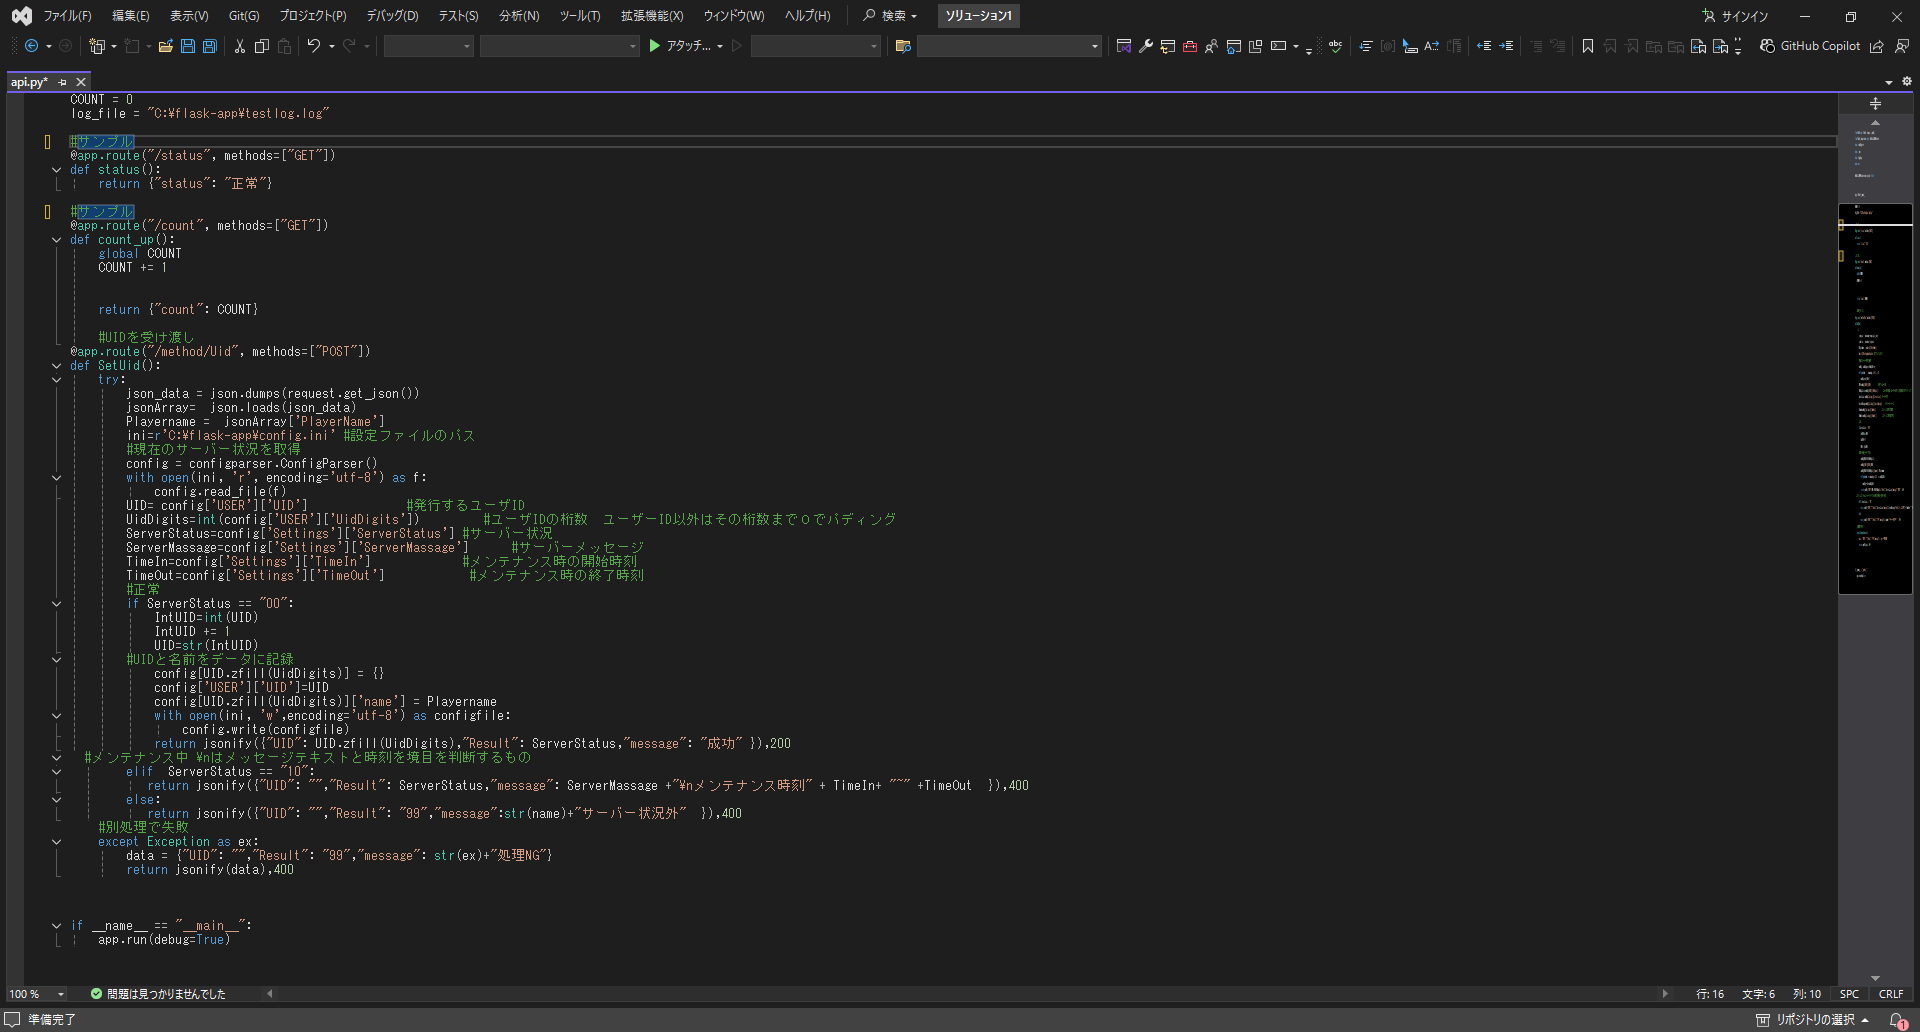 ファイル(F) 編集(E) 表示(V) Git(G) プロジェクト(P) デバッグ(D) テスト(S) 分析(N) ツール(T) 拡張機能(X) ウィンドウ(W) ヘルプ(H) 検索 ソリューション1 サインイン
アタッチ... GitHub Copilot
api.py*
COUNT = 0
log_file = "C:\flask-app\testlog.log"
#サンプル
@app.route("/status", methods=["GET"])
def status():
return {"status": "正常"}
#サンプル
@app.route("/count", methods=["GET"])
def count_up():
global COUNT
COUNT += 1
return {"count": COUNT}
#UIDを受け渡し
@app.route("/method/Uid", methods=["POST"])
def SetUid():
try:
json_data = json.dumps(request.get_json())
jsonArray= json.loads(json_data)
Playername = jsonArray['PlayerName']
ini=r'C:\flask-app\config.ini' #設定ファイルのパス
#現在のサーバー状況を取得
config = configparser.ConfigParser()
with open(ini, 'r', encoding='utf-8') as f:
config.read_file(f)
UID= config['USER']['UID'] #発行するユーザID
UidDigits=int(config['USER']['UidDigits']) #ユーザIDの桁数 ユーザーID以外はその桁数まで０でパディング
ServerStatus=config['Settings']['ServerStatus'] #サーバー状況
ServerMassage=config['Settings']['ServerMassage'] #サーバーメッセージ
TimeIn=config['Settings']['TimeIn'] #メンテナンス時の開始時刻
TimeOut=config['Settings']['TimeOut'] #メンテナンス時の終了時刻
#正常
if ServerStatus == "00":
IntUID=int(UID)
IntUID += 1
UID=str(IntUID)
#UIDと名前をデータに記録
config[UID.zfill(UidDigits)] = {}
config['USER']['UID']=UID
config[UID.zfill(UidDigits)]['name'] = Playername
with open(ini, 'w',encoding='utf-8') as configfile:
config.write(configfile)
return jsonify({"UID": UID.zfill(UidDigits),"Result": ServerStatus,"message": "成功" }),200
#メンテナンス中 \nはメッセージテキストと時刻を境目を判断するもの
elif ServerStatus == "10":
return jsonify({"UID": "","Result": ServerStatus,"message": ServerMassage +"\nメンテナンス時刻" + TimeIn+ "~" +TimeOut }),400
else:
return jsonify({"UID": "","Result": "99","message":str(name)+"サーバー状況外" }),400
#別処理で失敗
except Exception as ex:
data = {"UID": "","Result": "99","message": str(ex)+"処理NG"}
return jsonify(data),400
if __name__ == "__main__":
app.run(debug=True)
100 % 問題は見つかりませんでした 行: 16 文字: 6 列: 10 SPC CRLF
準備完了 リポジトリの選択 1